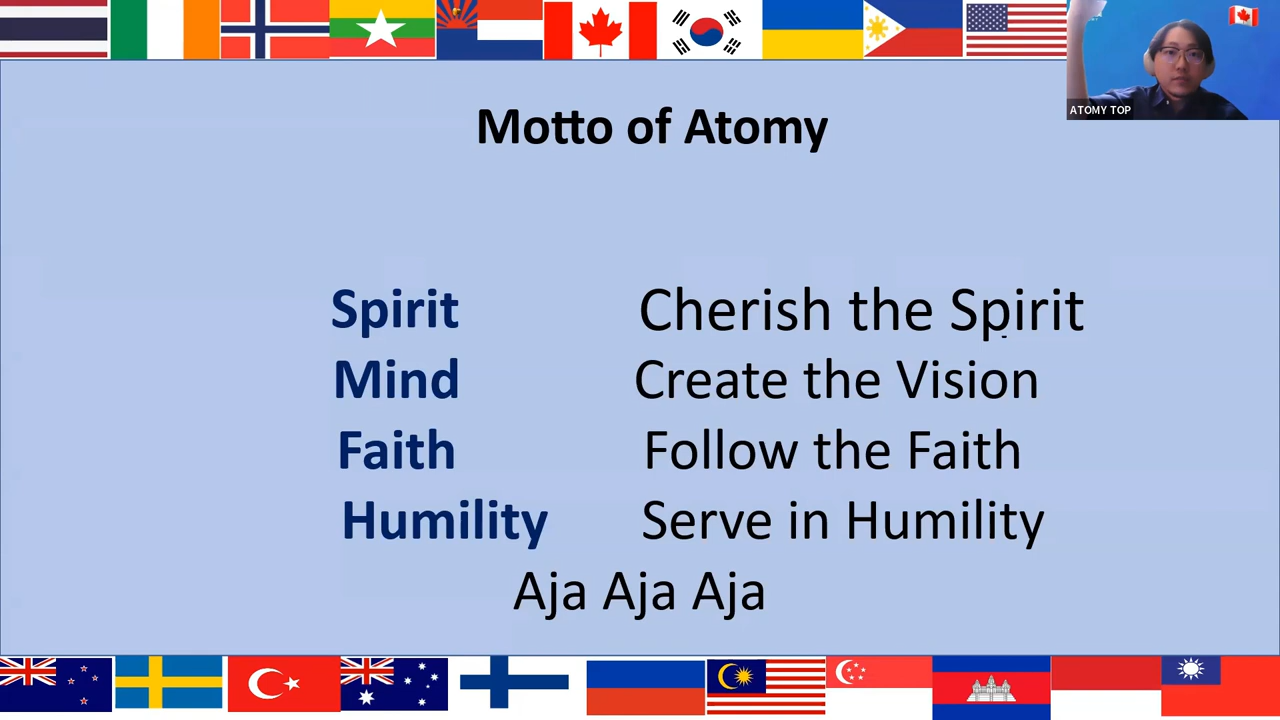 ATOMY TOP
Motto of Atomy
Spirit Cherish the Spirit
Mind Create the Vision
Faith Follow the Faith
Humility Serve in Humility
Aja Aja Aja